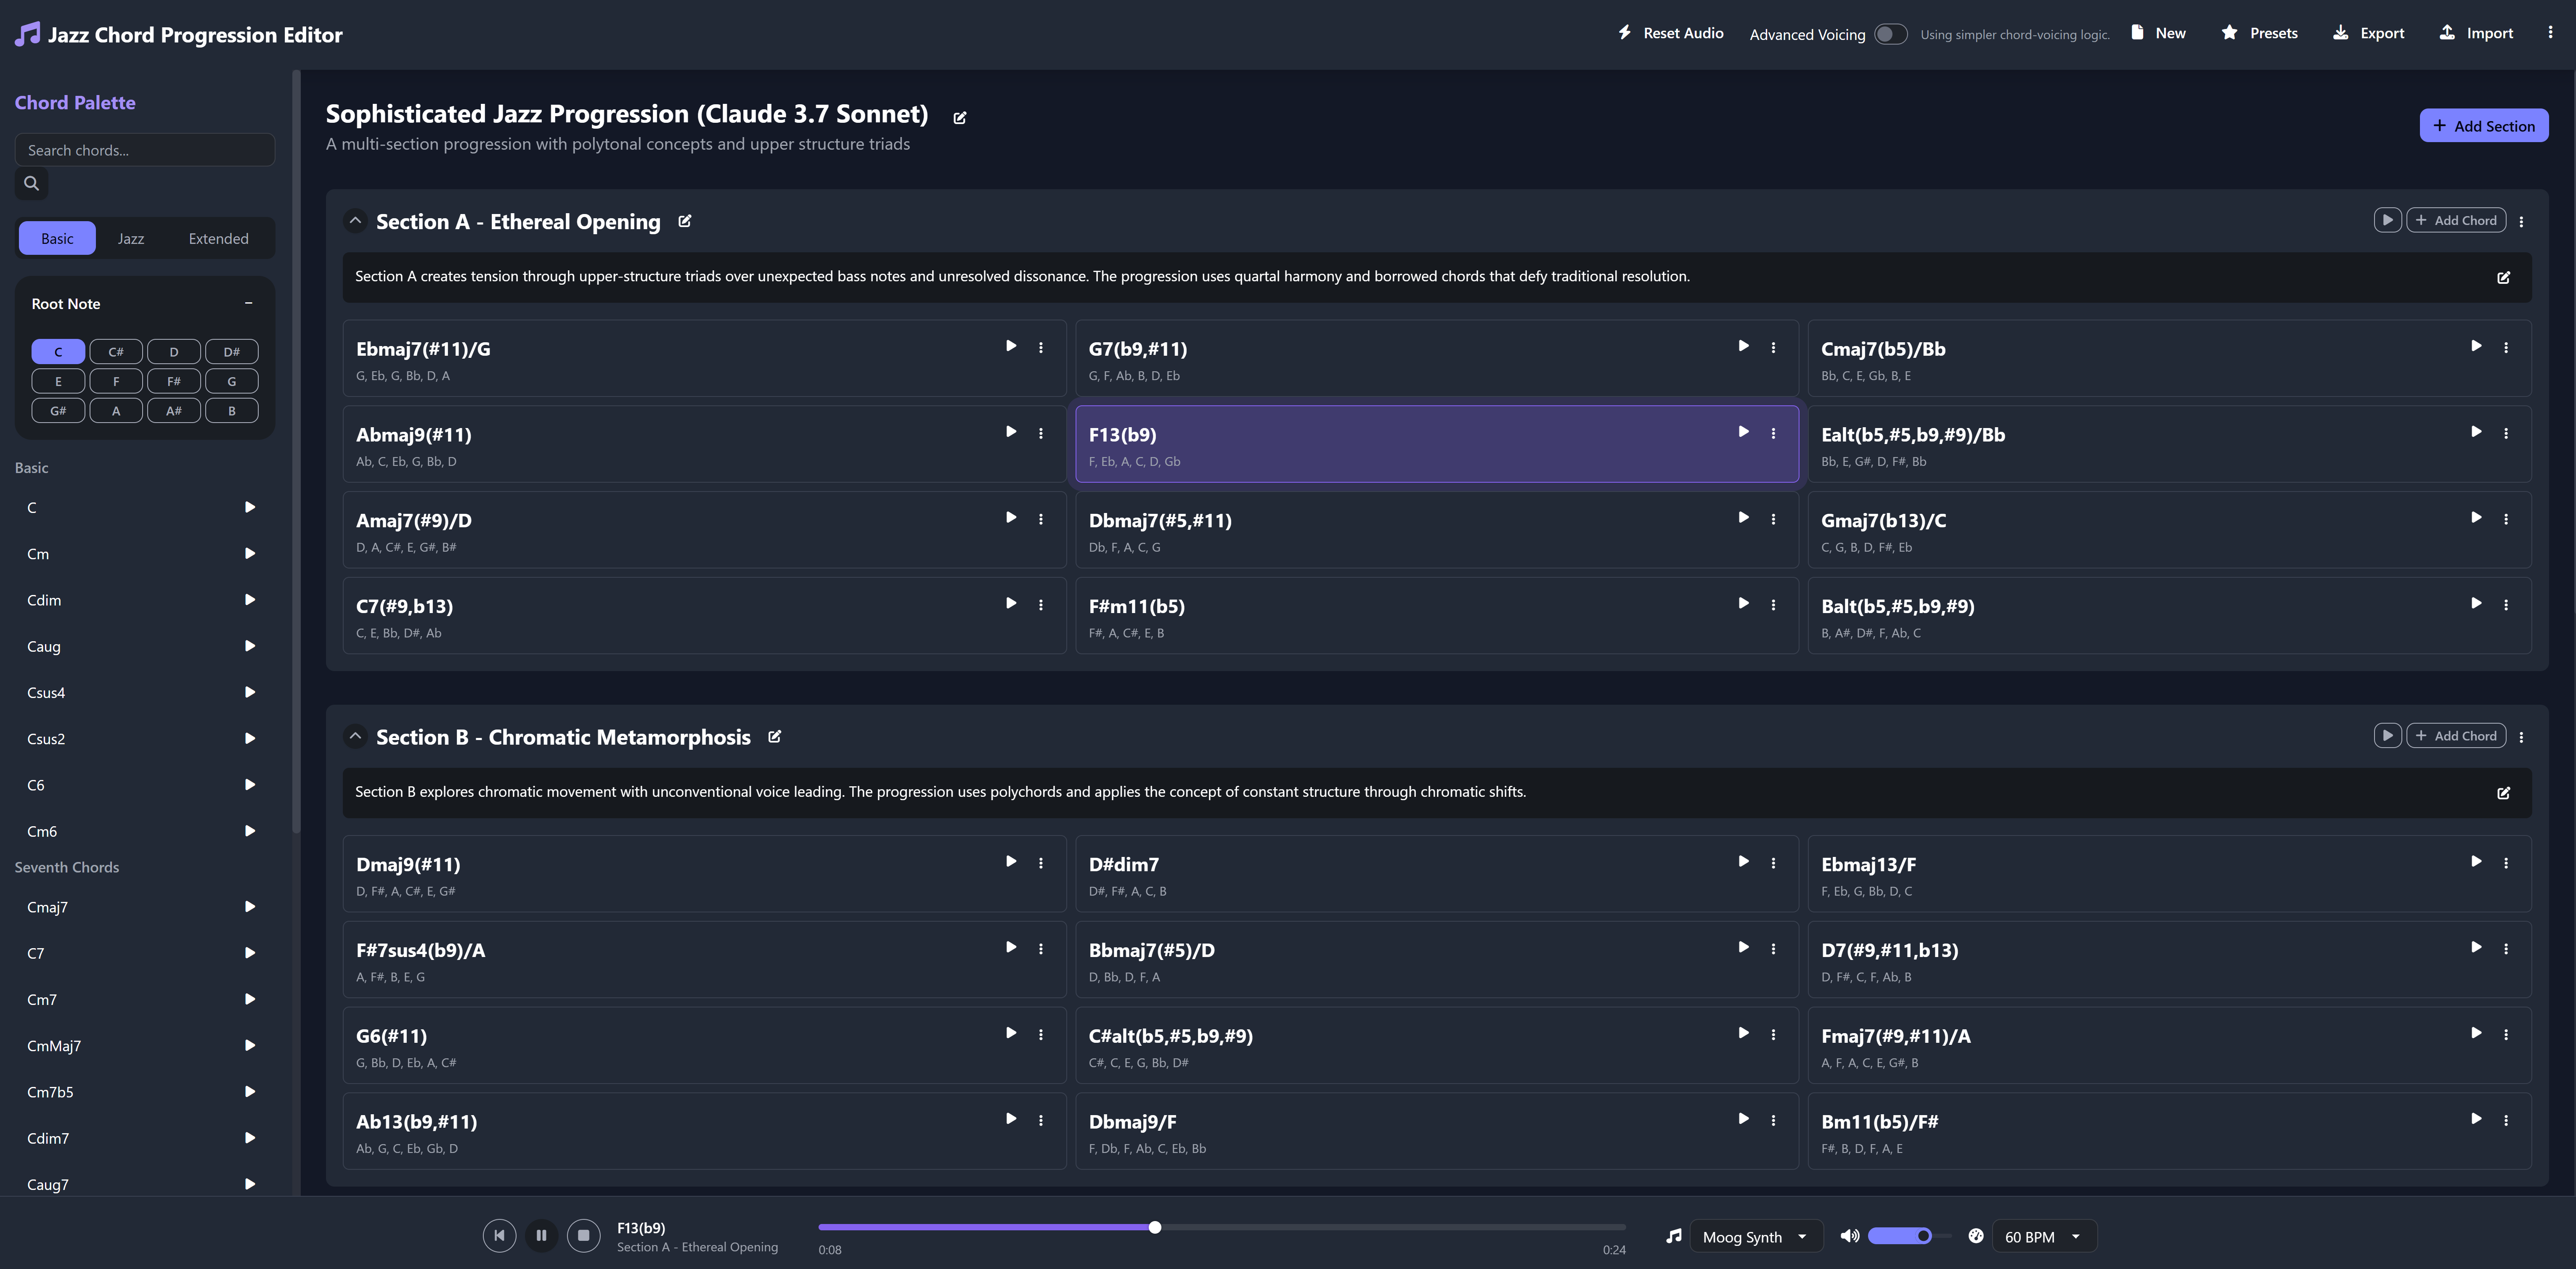 Jazz Chord Progression Editor
Reset Audio
Advanced Voicing
Using simpler chord-voicing logic.
New
Presets
Export
Import
Chord Palette
Search chords...
Basic
Jazz
Extended
Root Note
C
C#
D
D#
E
F
F#
G
G#
A
A#
B
Basic
C
Cm
Cdim
Caug
Csus4
Csus2
C6
Cm6
Seventh Chords
Cmaj7
C7
Cm7
CmMaj7
Cm7b5
Cdim7
Caug7
Sophisticated Jazz Progression (Claude 3.7 Sonnet)
A multi-section progression with polytonal concepts and upper structure triads
Add Section
Section A - Ethereal Opening
Add Chord
Section A creates tension through upper-structure triads over unexpected bass notes and unresolved dissonance. The progression uses quartal harmony and borrowed chords that defy traditional resolution.
Ebmaj7(#11)/G
G, Eb, G, Bb, D, A
G7(b9,#11)
G, F, Ab, B, D, Eb
Cmaj7(b5)/Bb
Bb, C, E, Gb, B, E
Abmaj9(#11)
Ab, C, Eb, G, Bb, D
F13(b9)
F, Eb, A, C, D, Gb
Ealt(b5,#5,b9,#9)/Bb
Bb, E, G#, D, F#, Bb
Amaj7(#9)/D
D, A, C#, E, G#, B#
Dbmaj7(#5,#11)
Db, F, A, C, G
Gmaj7(b13)/C
C, G, B, D, F#, Eb
C7(#9,b13)
C, E, Bb, D#, Ab
F#m11(b5)
F#, A, C#, E, B
Balt(b5,#5,b9,#9)
B, A#, D#, F, Ab, C
Section B - Chromatic Metamorphosis
Add Chord
Section B explores chromatic movement with unconventional voice leading. The progression uses polychords and applies the concept of constant structure through chromatic shifts.
Dmaj9(#11)
D, F#, A, C#, E, G#
D#dim7
D#, F#, A, C, B
Ebmaj13/F
F, Eb, G, Bb, D, C
F#7sus4(b9)/A
A, F#, B, E, G
Bbmaj7(#5)/D
D, Bb, D, F, A
D7(#9,#11,b13)
D, F#, C, F, Ab, B
G6(#11)
G, Bb, D, Eb, A, C#
C#alt(b5,#5,b9,#9)
C#, C, E, G, Bb, D#
Fmaj7(#9,#11)/A
A, F, A, C, E, G#, B
Ab13(b9,#11)
Ab, G, C, Eb, Gb, D
Dbmaj9/F
F, Db, F, Ab, C, Eb, Bb
Bm11(b5)/F#
F#, B, D, F, A, E
F13(b9)
Section A - Ethereal Opening
0:08
0:24
Moog Synth
60 BPM